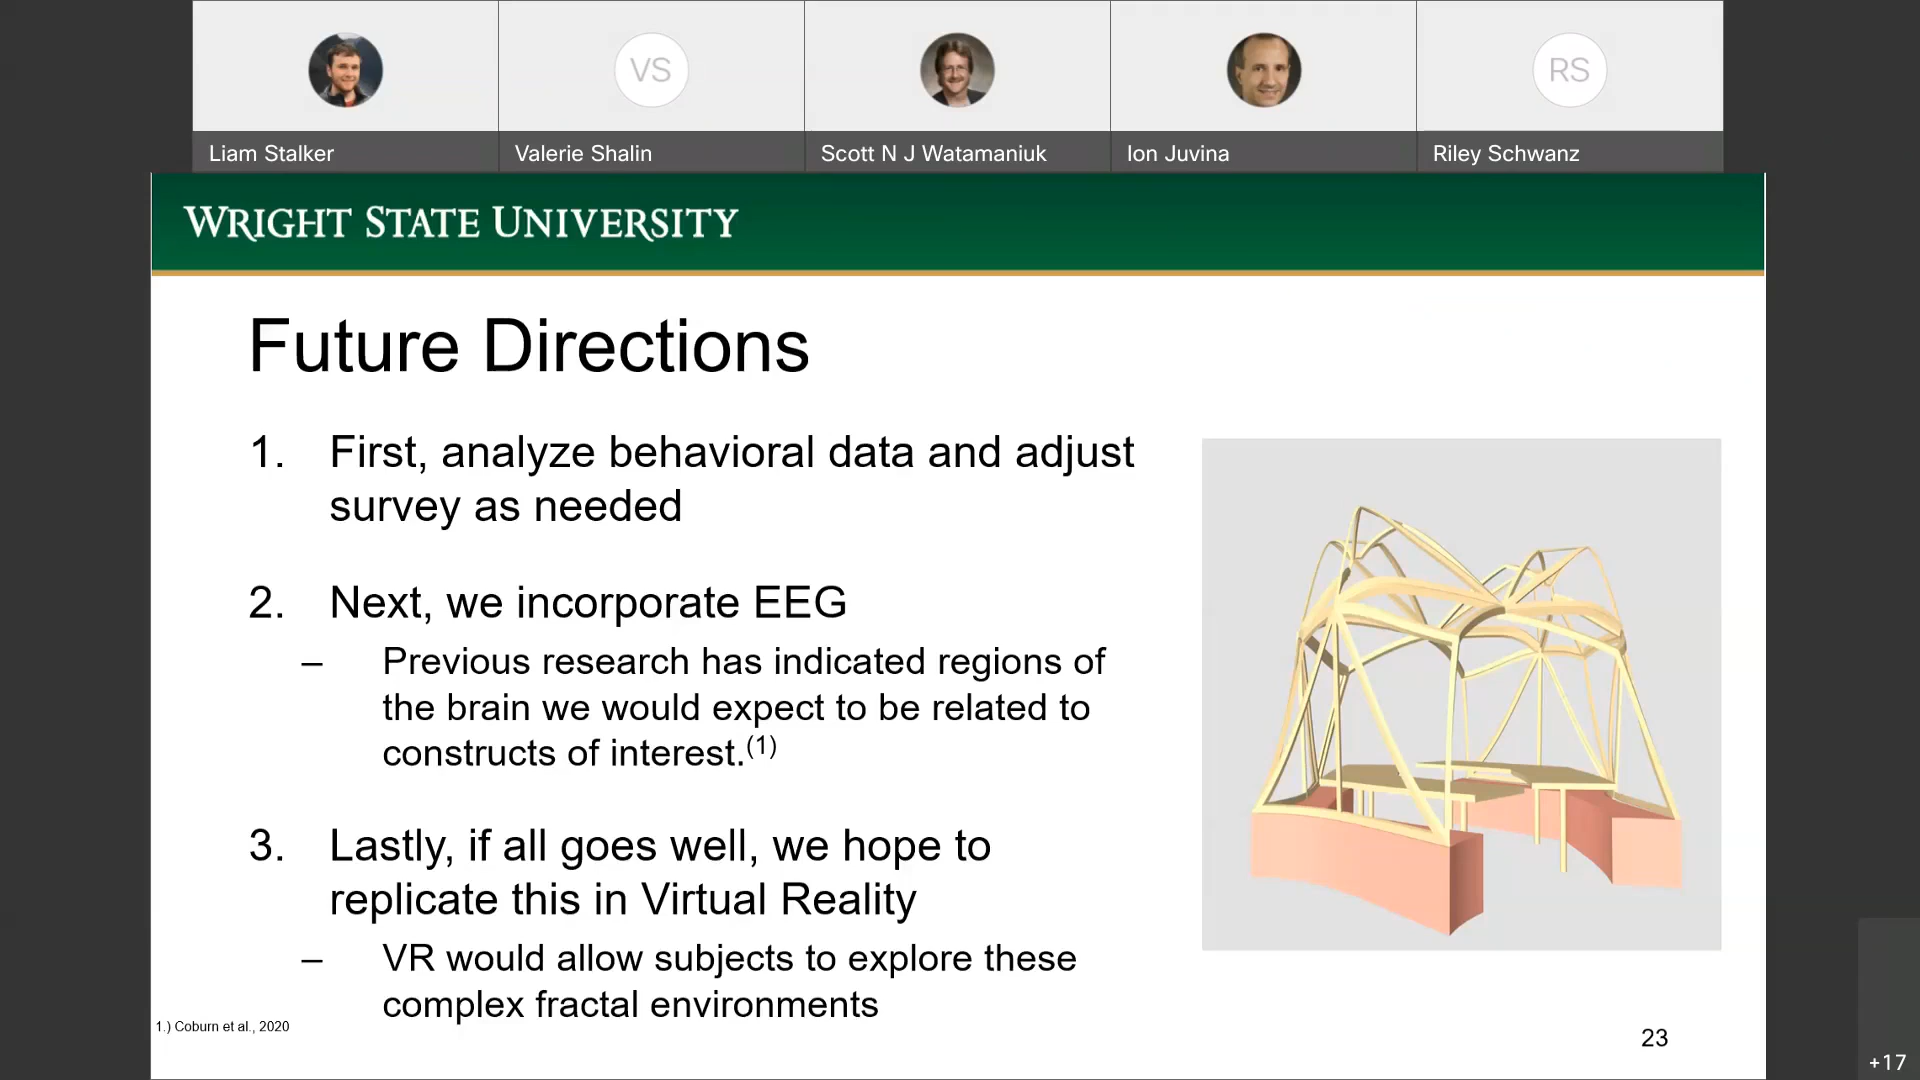 VS
RS
Liam Stalker
Valerie Shalin
Scott N J Watamaniuk
Ion Juvina
Riley Schwanz
WRIGHT STATE UNIVERSITY
Future Directions
1. First, analyze behavioral data and adjust
survey as needed
2. Next, we incorporate EEG
– Previous research has indicated regions of
the brain we would expect to be related to
constructs of interest.(1)
3. Lastly, if all goes well, we hope to
replicate this in Virtual Reality
– VR would allow subjects to explore these
complex fractal environments
1.) Coburn et al., 2020
23
+17